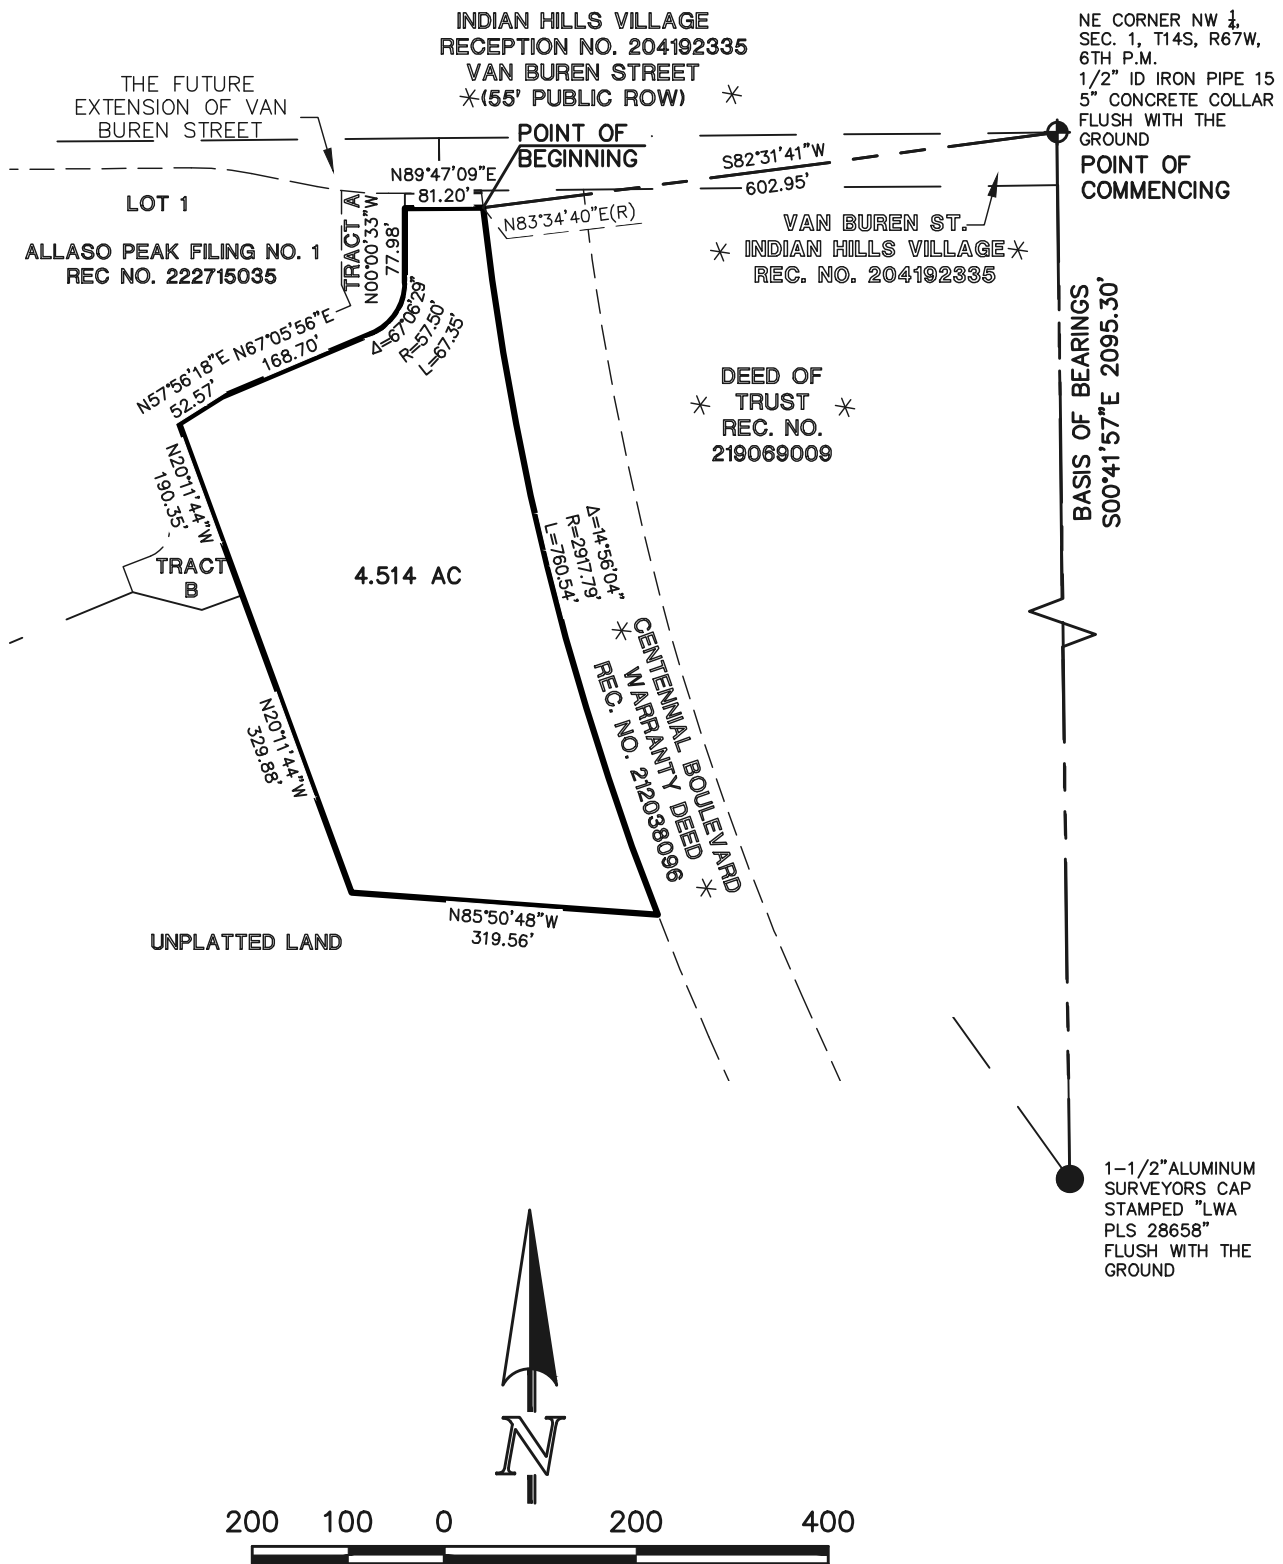 INDIAN HILLS VILLAGE
RECEPTION NO. 204192335
VAN BUREN STREET
(55' PUBLIC ROW)
NE CORNER NW 1/4,
SEC. 1, T14S, R67W,
6TH P.M.
1/2" ID IRON PIPE 15
5" CONCRETE COLLAR
FLUSH WITH THE
GROUND
POINT OF
COMMENCING
THE FUTURE
EXTENSION OF VAN
BUREN STREET
POINT OF
BEGINNING
N89°47'09"E
81.20'
S82°31'41"W
602.95'
N83°34'40"E(R)
LOT 1
ALLASO PEAK FILING NO. 1
REC NO. 222715035
TRACT A
N00°00'33"W
77.98'
VAN BUREN ST.
INDIAN HILLS VILLAGE
REC. NO. 204192335
Δ=67°06'29"
R=57.50'
L=67.35'
N67°05'56"E
168.70'
N57°56'18"E
52.57'
BASIS OF BEARINGS
S00°41'57"E 2095.30'
DEED OF
TRUST
REC. NO.
219069009
N20°11'44"W
190.35'
TRACT
B
4.514 AC
Δ=14°56'04"
R=2917.79'
L=760.54'
CENTENNIAL BOULEVARD
WARRANTY DEED
REC. NO. 212038096
N20°11'44"W
329.88'
N85°50'48"W
319.56'
UNPLATTED LAND
1-1/2"ALUMINUM
SURVEYORS CAP
STAMPED "LWA
PLS 28658"
FLUSH WITH THE
GROUND
N
200 100 0 200 400